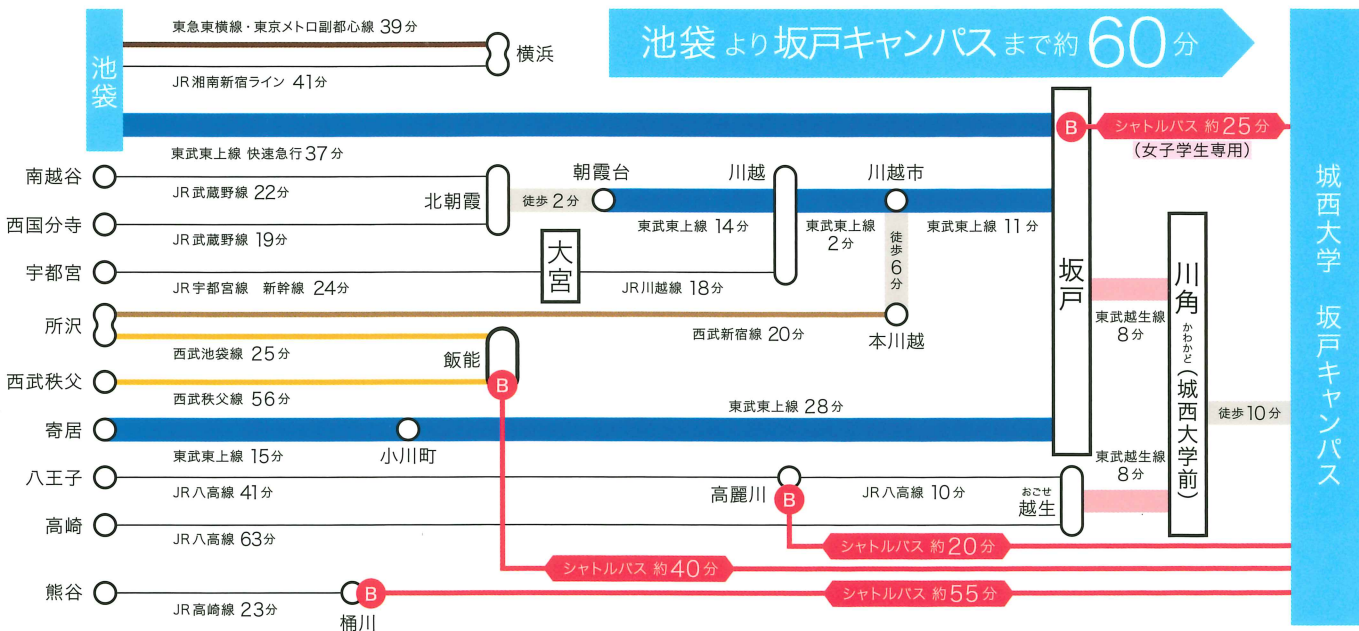 東急東横線・東京メトロ副都心線 39分
池袋
横浜
JR湘南新宿ライン 41分
池袋より坂戸キャンパスまで約60分
B
シャトルバス 約25分
(女子学生専用)
東武東上線 快速急行 37分
南越谷
JR武蔵野線 22分
北朝霞
徒歩 2分
朝霞台
東武東上線 14分
川越
東武東上線
2分
川越市
東武東上線 11分
西国分寺
JR武蔵野線 19分
宇都宮
JR宇都宮線 新幹線 24分
大宮
JR川越線 18分
徒歩6分
坂戸
所沢
西武新宿線 20分
本川越
西武池袋線 25分
飯能
B
西武秩父
西武秩父線 56分
東武越生線
8分
川角(城西大学前)
かわかど
徒歩 10分
城西大学 坂戸キャンパス
寄居
東武東上線 15分
小川町
東武東上線 28分
東武越生線
8分
八王子
JR八高線 41分
高麗川
B
JR八高線 10分
おごせ
越生
高崎
JR八高線 63分
シャトルバス 約20分
シャトルバス 約40分
熊谷
JR高崎線 23分
B
桶川
シャトルバス 約55分